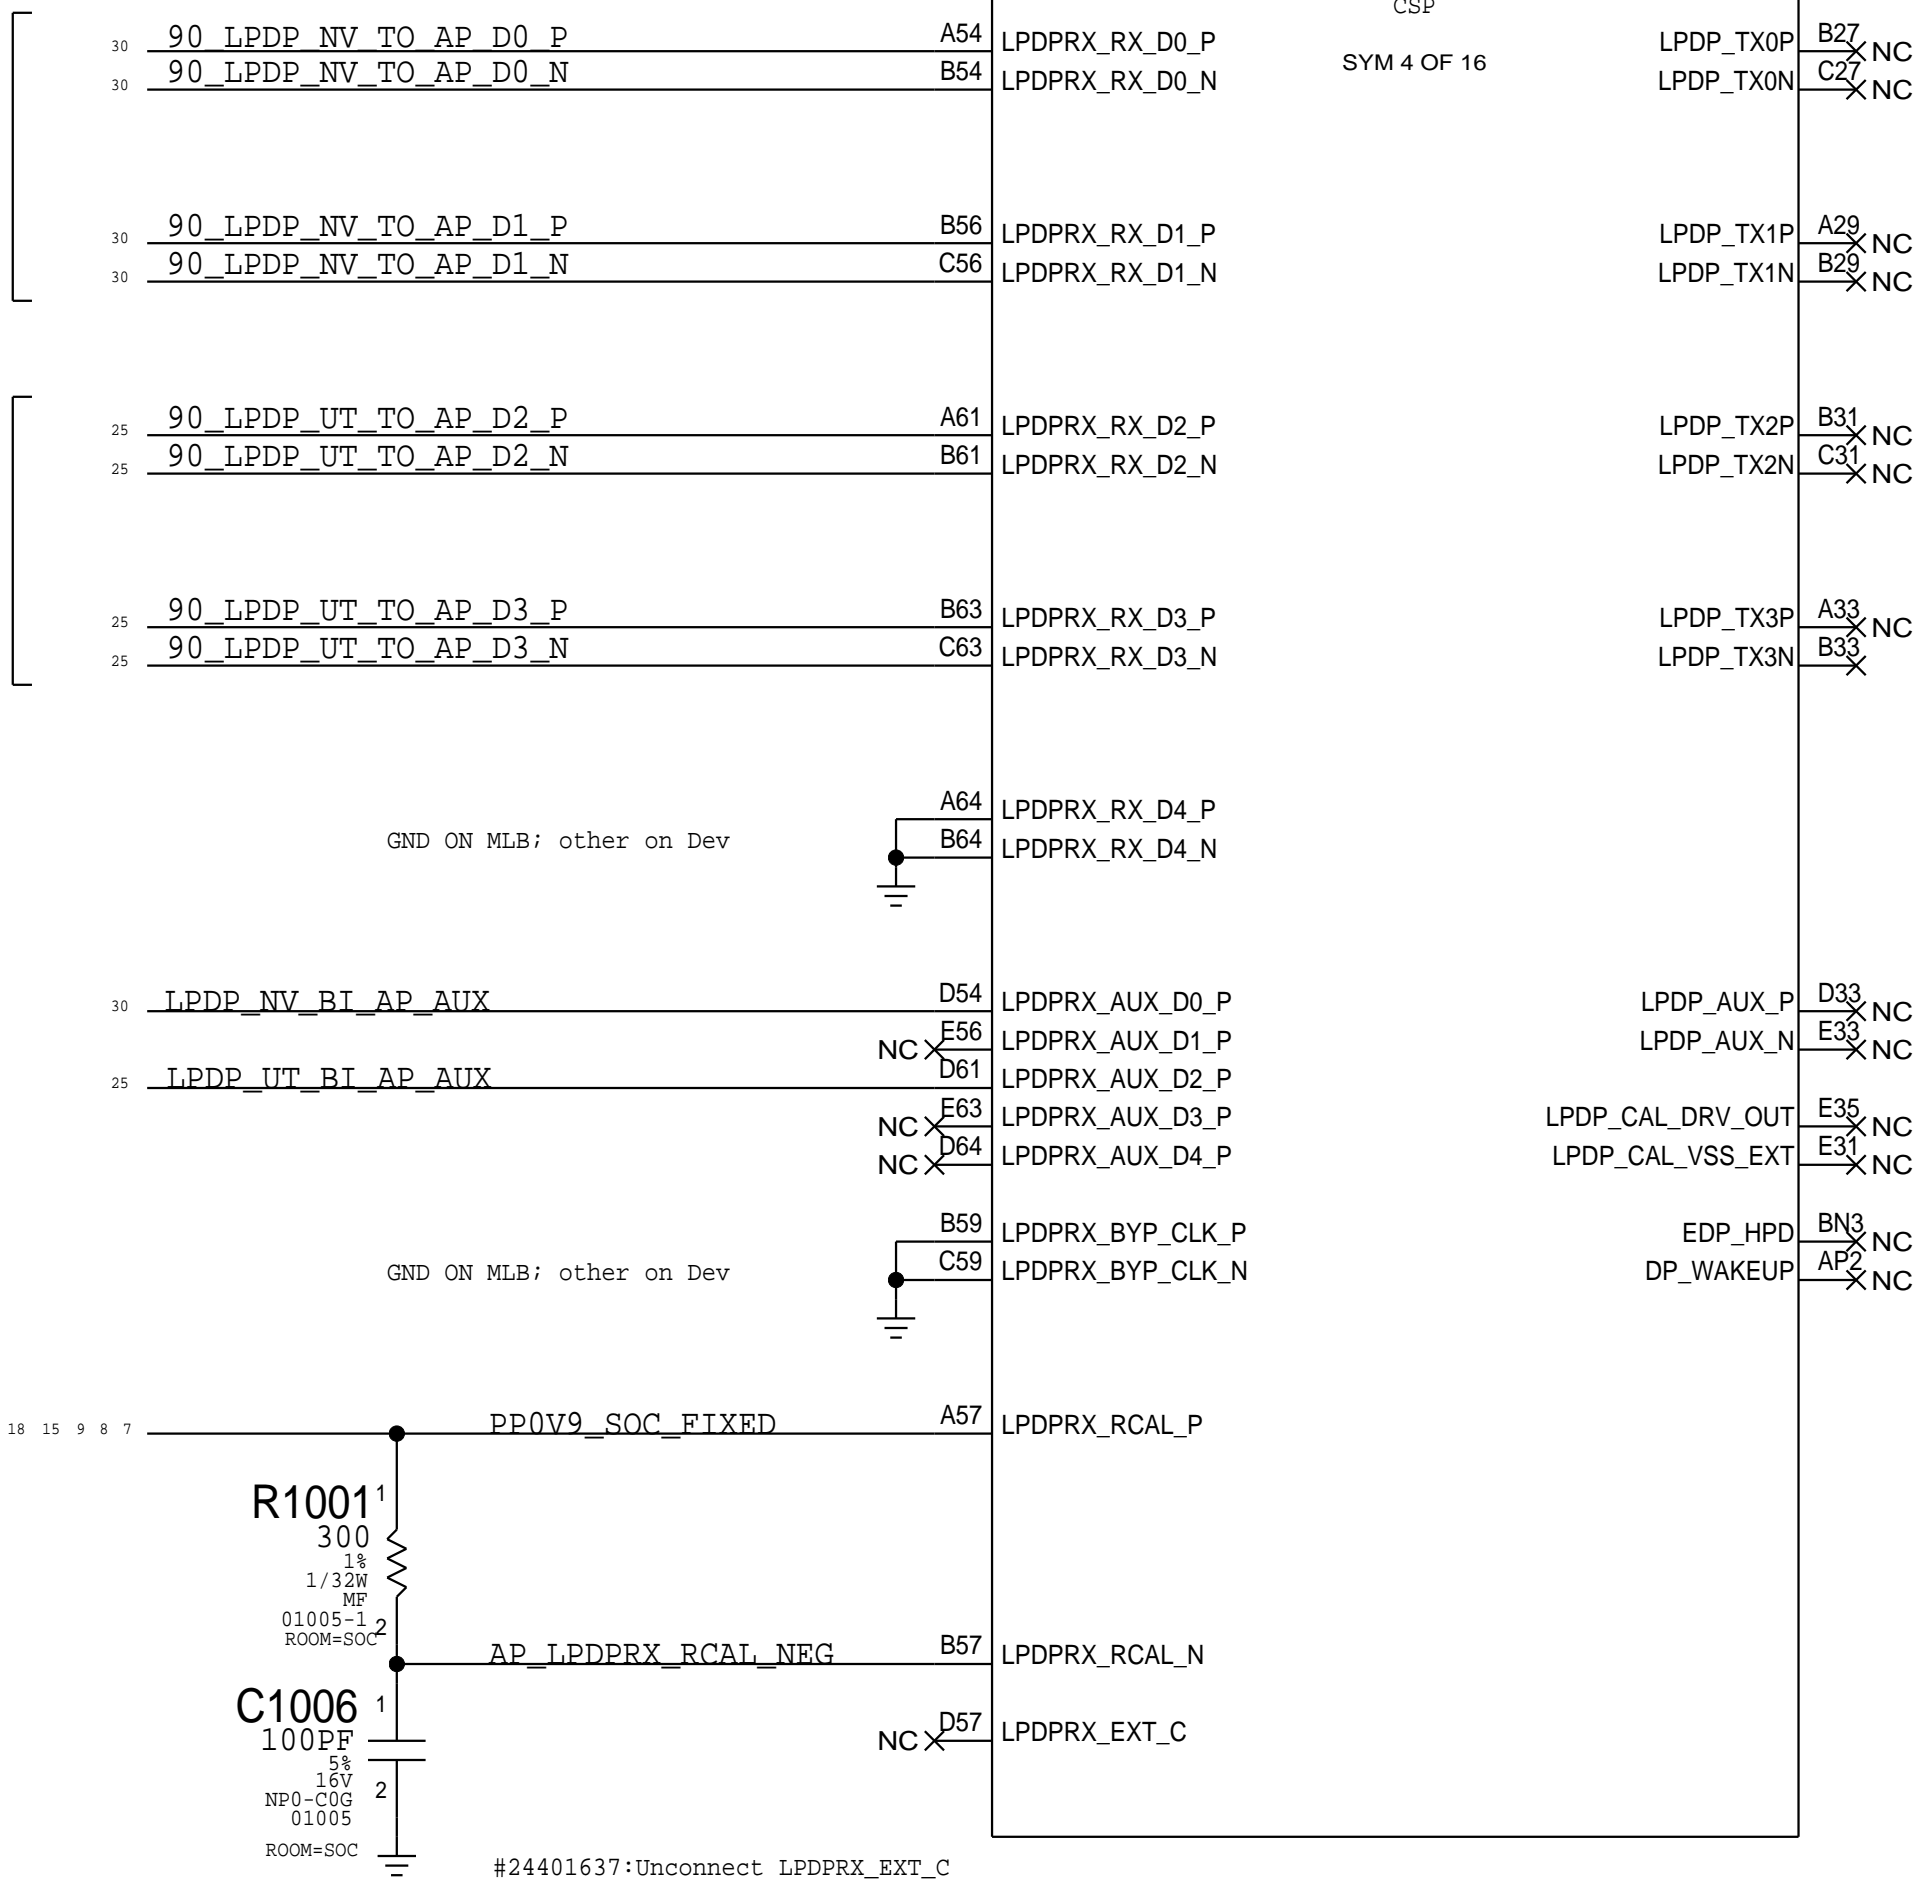 CSP
SYM 4 OF 16
30 90_LPDP_NV_TO_AP_D0_P A54 LPDPRX_RX_D0_P LPDP_TX0P B27 NC
30 90_LPDP_NV_TO_AP_D0_N B54 LPDPRX_RX_D0_N LPDP_TX0N C27 NC
30 90_LPDP_NV_TO_AP_D1_P B56 LPDPRX_RX_D1_P LPDP_TX1P A29 NC
30 90_LPDP_NV_TO_AP_D1_N C56 LPDPRX_RX_D1_N LPDP_TX1N B29 NC
25 90_LPDP_UT_TO_AP_D2_P A61 LPDPRX_RX_D2_P LPDP_TX2P B31 NC
25 90_LPDP_UT_TO_AP_D2_N B61 LPDPRX_RX_D2_N LPDP_TX2N C31 NC
25 90_LPDP_UT_TO_AP_D3_P B63 LPDPRX_RX_D3_P LPDP_TX3P A33 NC
25 90_LPDP_UT_TO_AP_D3_N C63 LPDPRX_RX_D3_N LPDP_TX3N B33
A64 LPDPRX_RX_D4_P
GND ON MLB; other on Dev B64 LPDPRX_RX_D4_N
30 LPDP_NV_BI_AP_AUX D54 LPDPRX_AUX_D0_P LPDP_AUX_P D33 NC
NC E56 LPDPRX_AUX_D1_P LPDP_AUX_N E33 NC
25 LPDP_UT_BI_AP_AUX D61 LPDPRX_AUX_D2_P
NC E63 LPDPRX_AUX_D3_P LPDP_CAL_DRV_OUT E35 NC
NC D64 LPDPRX_AUX_D4_P LPDP_CAL_VSS_EXT E31 NC
B59 LPDPRX_BYP_CLK_P EDP_HPD BN3 NC
GND ON MLB; other on Dev C59 LPDPRX_BYP_CLK_N DP_WAKEUP AP2 NC
18 15 9 8 7 PP0V9_SOC_FIXED A57 LPDPRX_RCAL_P
R1001 1
300
1%
1/32W
MF
01005-1 2
ROOM=SOC
AP_LPDPRX_RCAL_NEG B57 LPDPRX_RCAL_N
C1006 1
100PF
NC D57 LPDPRX_EXT_C
5%
16V 2
NP0-C0G
01005
ROOM=SOC
#24401637:Unconnect LPDPRX_EXT_C